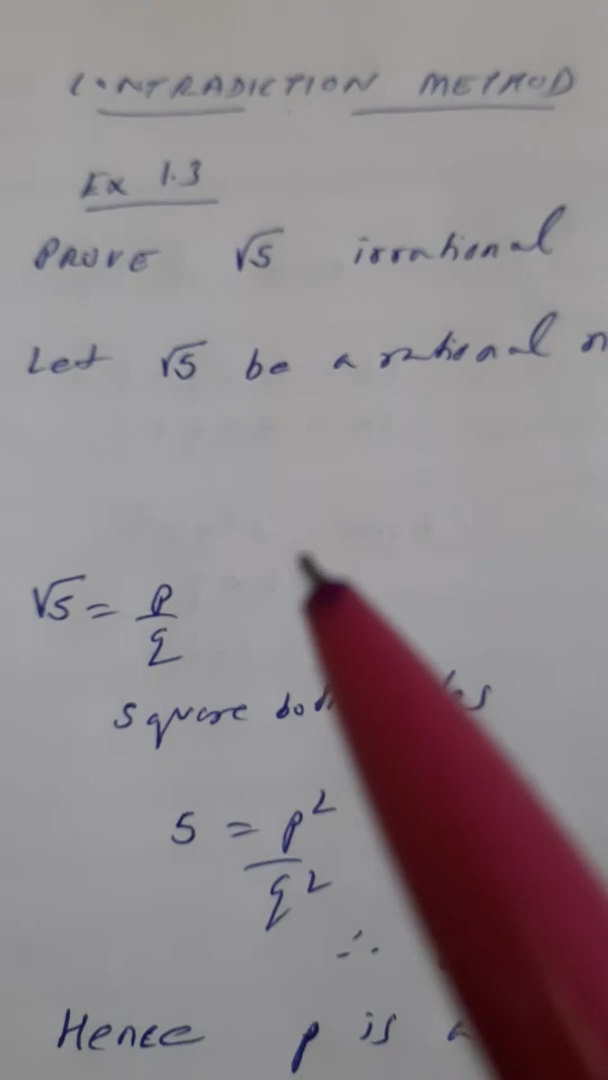 CONTRADICTION METHOD
Ex 1.3
PROVE √5 irrational
Let √5 be a rational n
√5 = p/q
Square both
5 = p²/q²
∴
Hence p is a